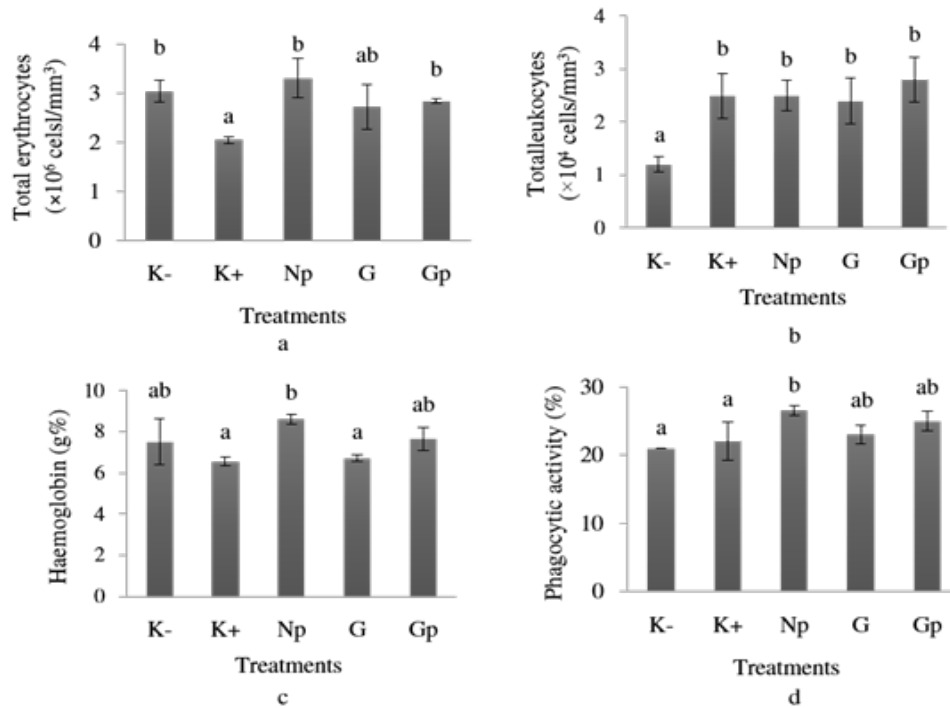 Total erythrocytes
(×10⁶ celsl/mm³)
4
3
2
1
0
b
a
b
ab
b
K-
K+
Np
G
Gp
Treatments
a
Totalleukocytes
(×10⁴ cells/mm³)
4
3
2
1
0
a
b
b
b
b
K-
K+
Np
G
Gp
Treatments
b
Haemoglobin (g%)
10
8
6
4
2
0
ab
a
b
a
ab
K-
K+
Np
G
Gp
Treatments
c
Phagocytic activity (%)
30
20
10
0
a
a
b
ab
ab
K-
K+
Np
G
Gp
Treatments
d